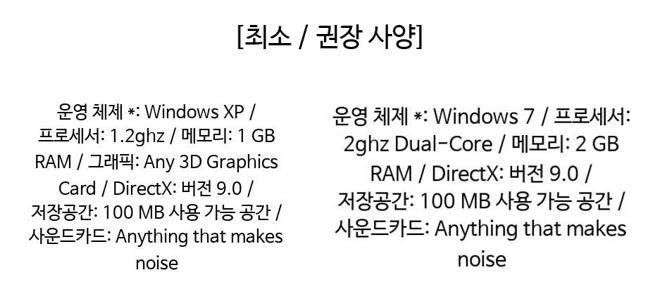 [최소 / 권장 사양]
운영 체제 *: Windows XP /
프로세서: 1.2ghz / 메모리: 1 GB
RAM / 그래픽: Any 3D Graphics
Card / DirectX: 버전 9.0 /
저장공간: 100 MB 사용 가능 공간 /
사운드카드: Anything that makes
noise
운영 체제 *: Windows 7 / 프로세서:
2ghz Dual-Core / 메모리: 2 GB
RAM / DirectX: 버전 9.0 /
저장공간: 100 MB 사용 가능 공간 /
사운드카드: Anything that makes
noise